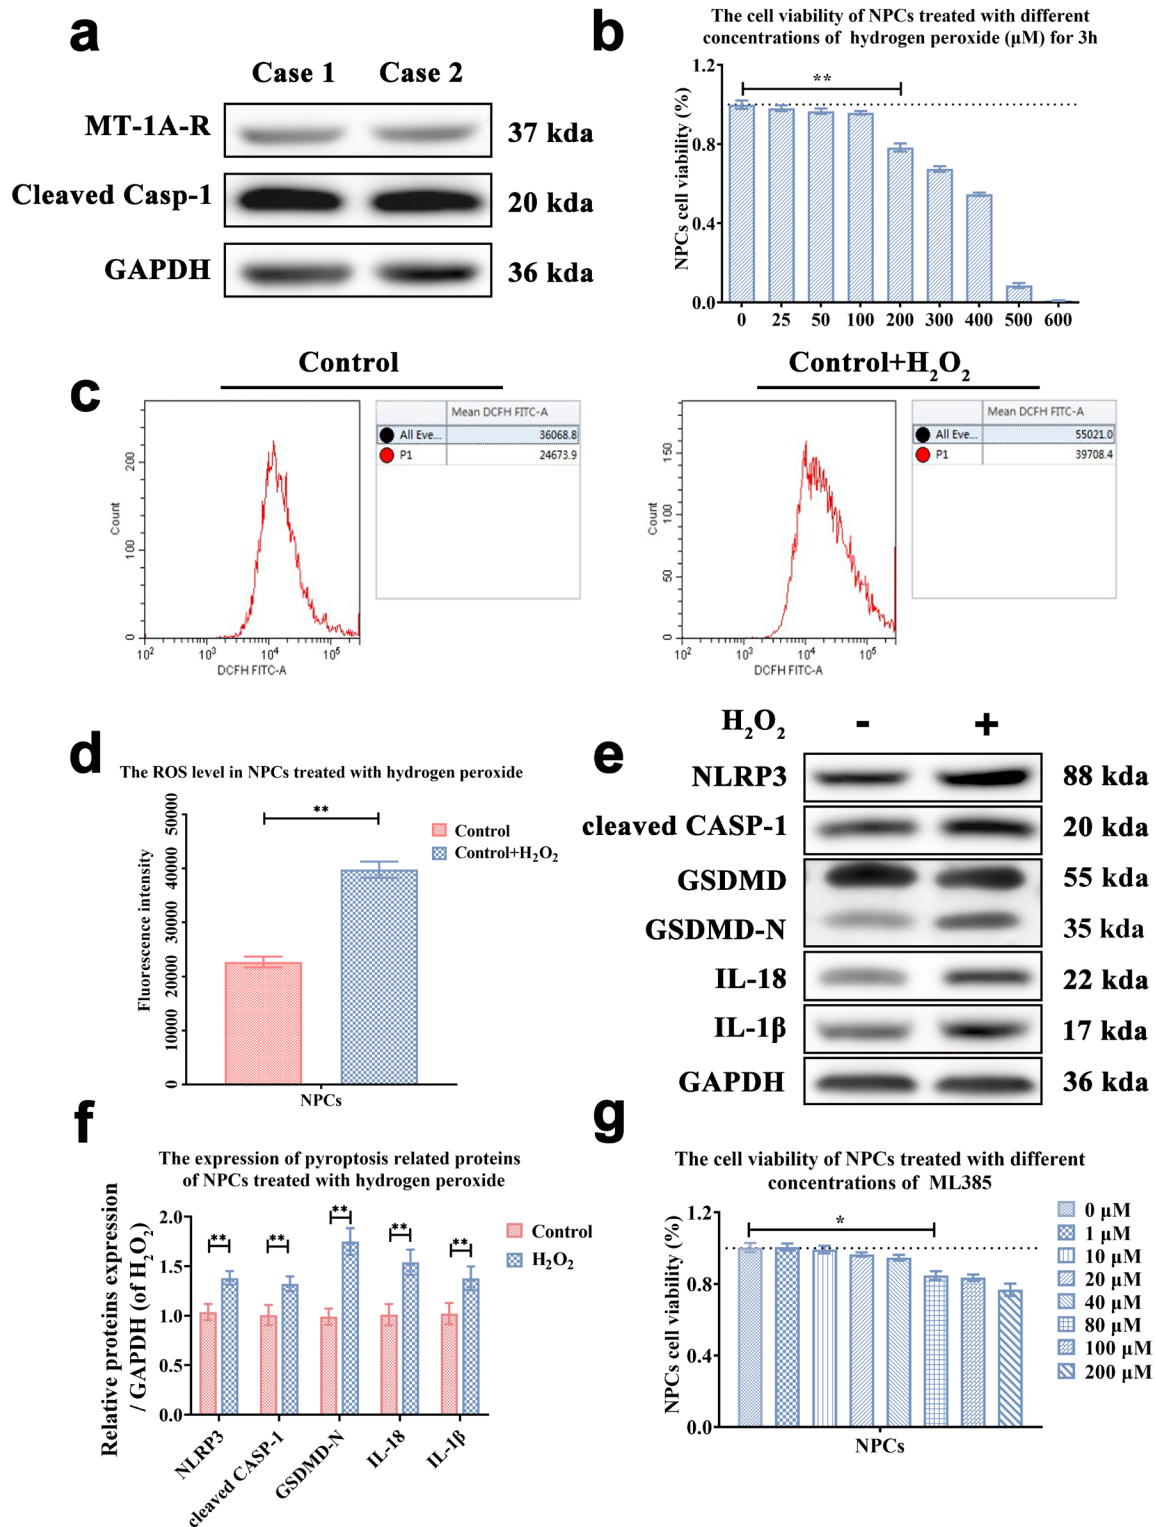 a
Case 1 Case 2
MT-1A-R 37 kda
Cleaved Casp-1 20 kda
GAPDH 36 kda
b
The cell viability of NPCs treated with different
concentrations of hydrogen peroxide (μM) for 3h
NPCs cell viability (%)
1.2
0.8
0.4
0.0
**
0 25 50 100 200 300 400 500 600
c
Control
Count
200
100
0
10² 10³ 10⁴ 10⁵
DCFH FITC-A
Mean DCFH FITC-A
All Eve... 36068.8
P1 24673.9
Control+H₂O₂
Count
150
100
50
0
10² 10³ 10⁴ 10⁵
DCFH FITC-A
Mean DCFH FITC-A
All Eve... 55021.0
P1 39708.4
d
The ROS level in NPCs treated with hydrogen peroxide
Fluorescence intensity
50000
40000
30000
20000
10000
0
**
Control
Control+H₂O₂
NPCs
e
H₂O₂ - +
NLRP3 88 kda
cleaved CASP-1 20 kda
GSDMD 55 kda
GSDMD-N 35 kda
IL-18 22 kda
IL-1β 17 kda
GAPDH 36 kda
f
The expression of pyroptosis related proteins
of NPCs treated with hydrogen peroxide
Relative proteins expression
/ GAPDH (of H₂O₂)
2.0
1.5
1.0
0.5
0.0
** ** ** ** **
Control
H₂O₂
NLRP3 cleaved CASP-1 GSDMD-N IL-18 IL-1β
g
The cell viability of NPCs treated with different
concentrations of ML385
NPCs cell viability (%)
1.2
0.8
0.4
0.0
*
NPCs
0 μM
1 μM
10 μM
20 μM
40 μM
80 μM
100 μM
200 μM